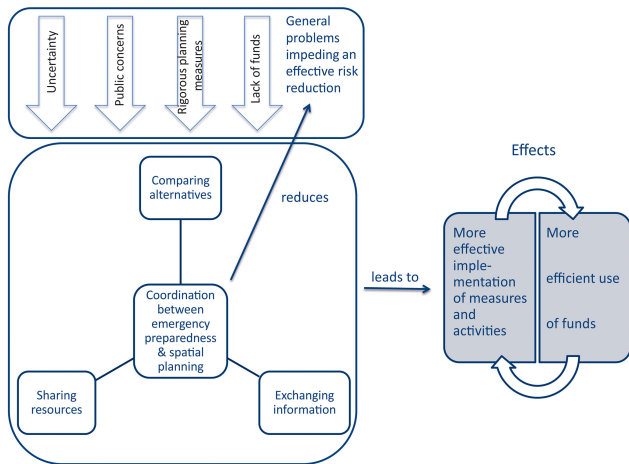 Uncertainty
Public concerns
Rigorous planning
measures
Lack of funds
General
problems
impeding an
effective risk
reduction
Comparing
alternatives
reduces
Coordination
between
emergency
preparedness
& spatial
planning
Sharing
resources
Exchanging
information
leads to
Effects
More
effective
imple-
mentation
of measures
and
activities
More
efficient use
of funds